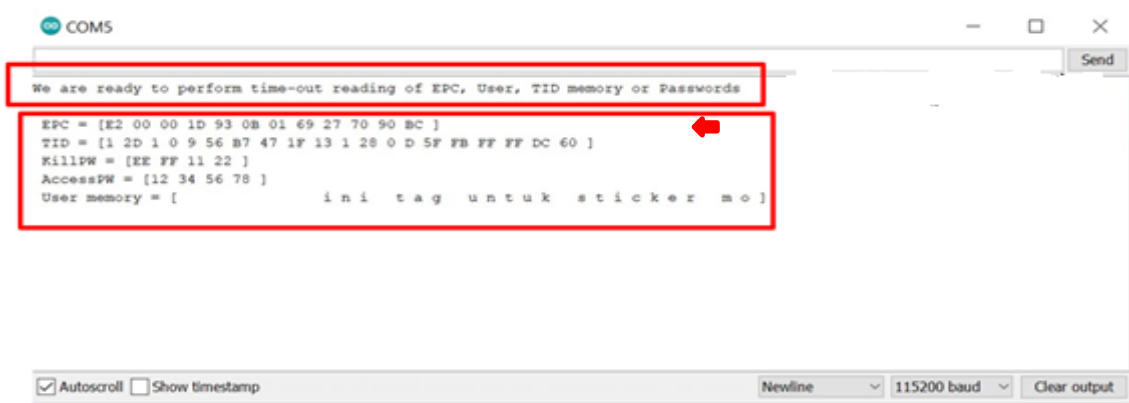 COM5
Send
We are ready to perform time-out reading of EPC, User, TID memory or Passwords
EPC = [E2 00 00 1D 93 0B 01 69 27 70 90 BC ]
TID = [1 2D 1 0 9 56 B7 47 1F 13 1 28 0 D 5F FB FF FF DC 60 ]
KillPW = [EE FF 11 22 ]
AccessPW = [12 34 56 78 ]
User memory = [ i n i t a g u n t u k s t i c k e r m o ]
Autoscroll Show timestamp Newline 115200 baud Clear output